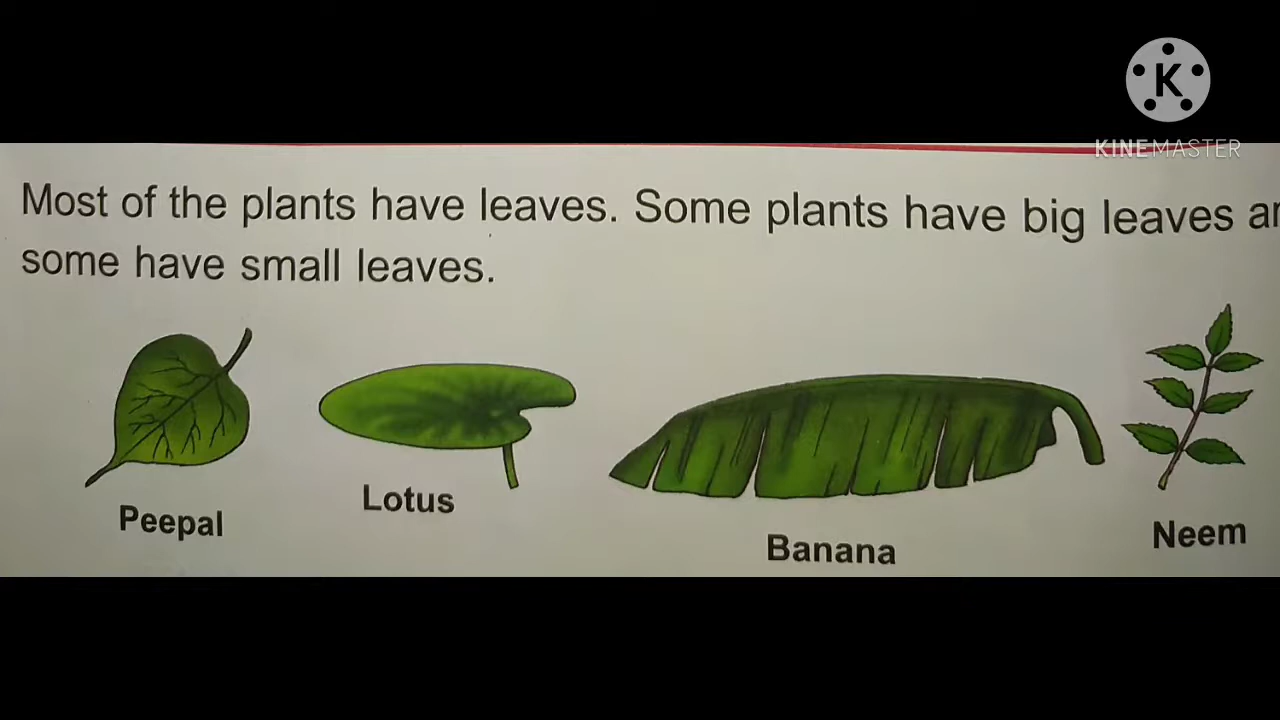 K
KINEMASTER
Most of the plants have leaves. Some plants have big leaves
some have small leaves.
Peepal
Lotus
Banana
Neem